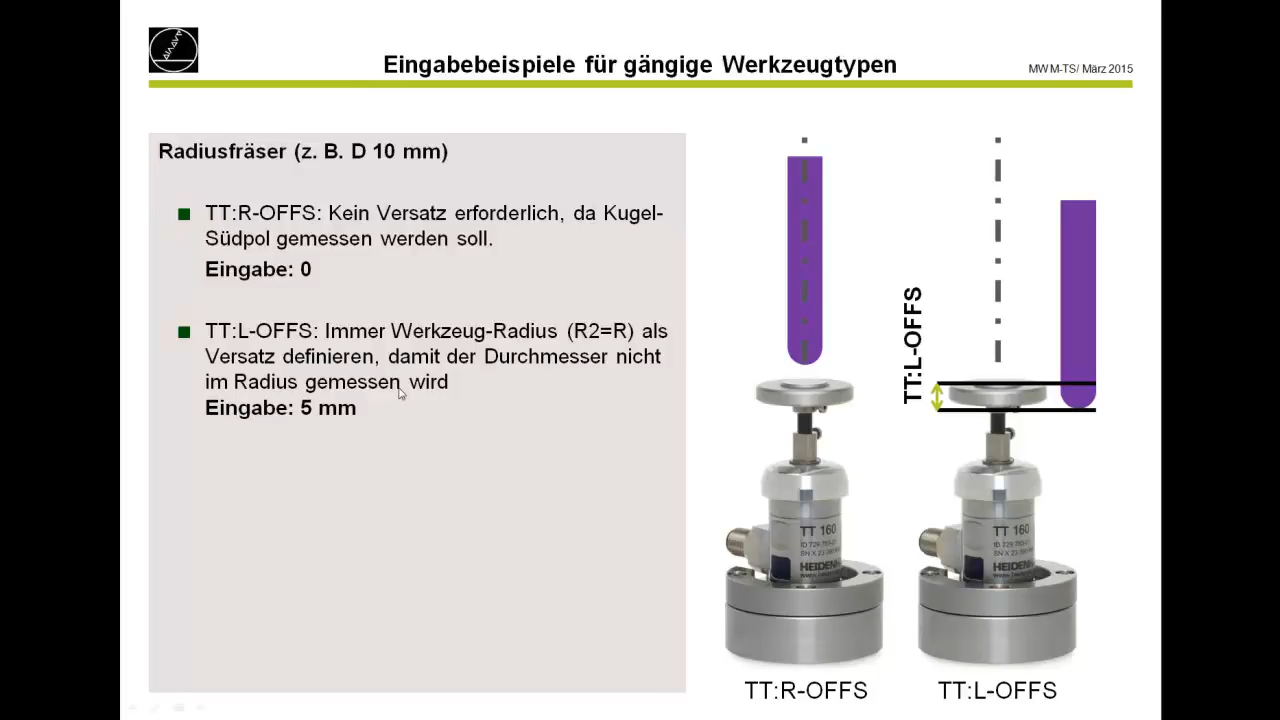 Eingabebeispiele für gängige Werkzeugtypen
MWM-TS/ März 2015
Radiusfräser (z. B. D 10 mm)
TT:R-OFFS: Kein Versatz erforderlich, da Kugel-
Südpol gemessen werden soll.
Eingabe: 0
TT:L-OFFS: Immer Werkzeug-Radius (R2=R) als
Versatz definieren, damit der Durchmesser nicht
im Radius gemessen wird
Eingabe: 5 mm
TT:L-OFFS
TT 160
HEIDENH
TT 160
HEIDENH
TT:R-OFFS
TT:L-OFFS